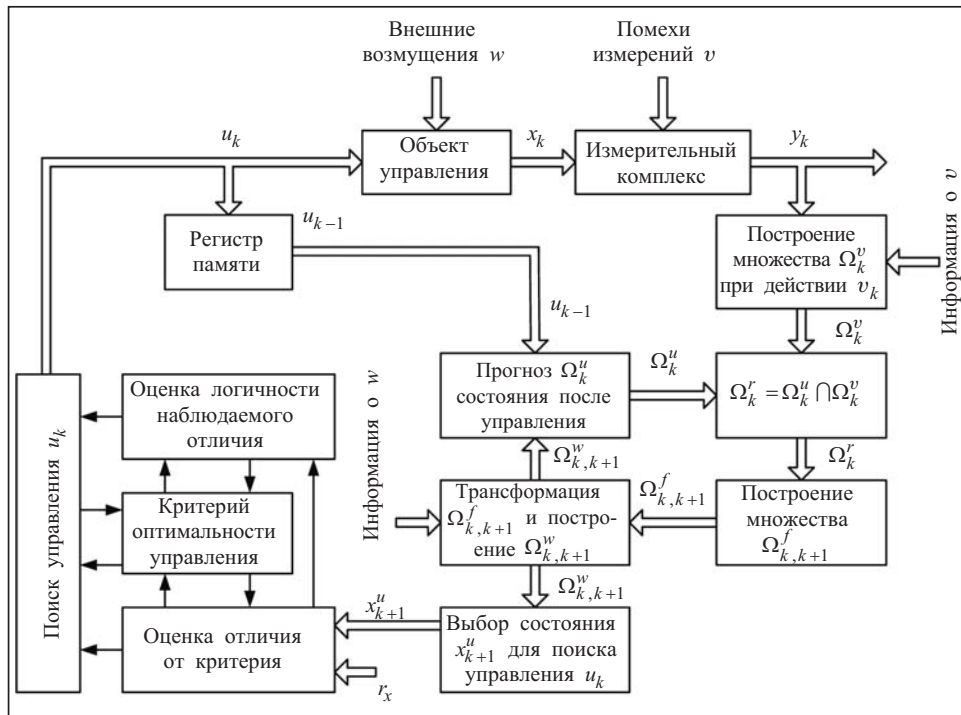 Внешние
возмущения w
Помехи
измерений v
u_k
Объект
управления
x_k
Измерительный
комплекс
y_k
Регистр
памяти
u_{k−1}
Построение
множества Ω_k^v
при действии v_k
Информация о v
u_{k−1}
Ω_k^v
Прогноз Ω_k^u
состояния после
управления
Ω_k^u
Ω_k^r = Ω_k^u ⋂ Ω_k^v
Оценка логичности
наблюдаемого
отличия
Поиск управления u_k
Информация о w
Ω_{k,k+1}^w
Ω_k^r
Критерий
оптимальности
управления
Трансформация
Ω_{k,k+1}^f и постро-
ение Ω_{k,k+1}^w
Ω_{k,k+1}^f
Построение
множества
Ω_{k,k+1}^f
Ω_{k,k+1}^w
Оценка отличия
от критерия
x_{k+1}^u
Выбор состояния
x_{k+1}^u для поиска
управления u_k
r_x